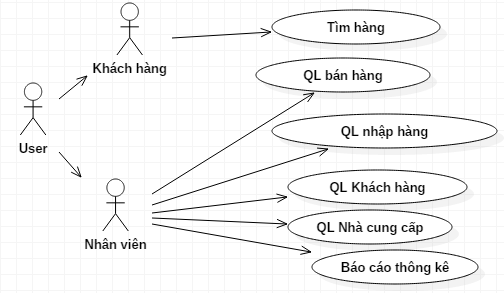 Tìm hàng
Khách hàng
QL bán hàng
User
QL nhập hàng
QL Khách hàng
Nhân viên
QL Nhà cung cấp
Báo cáo thông kê